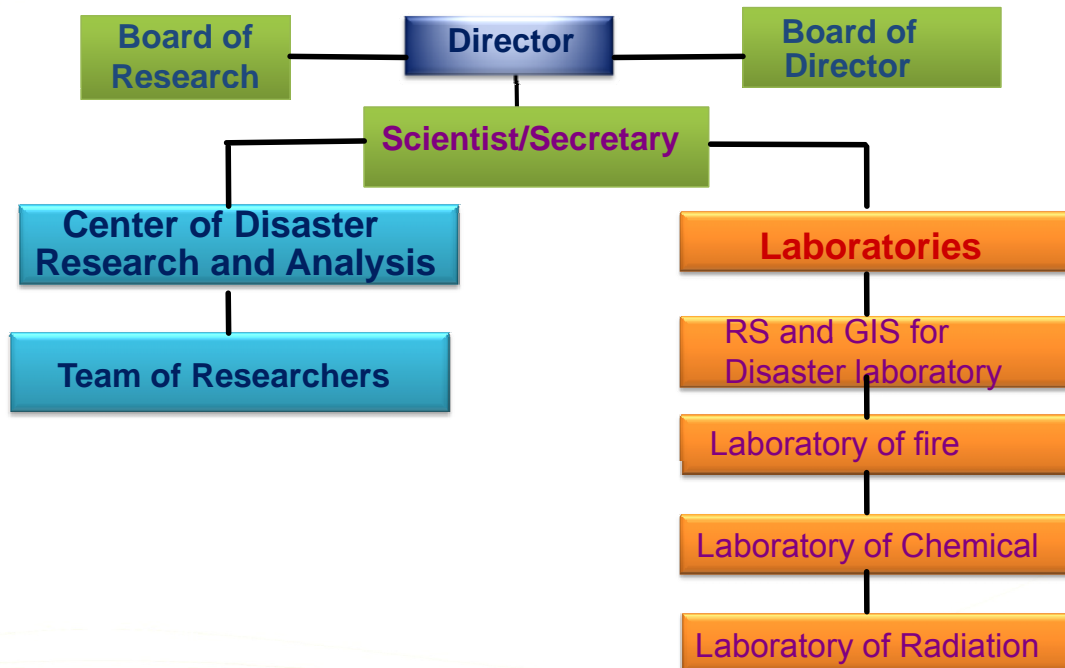 Board of
Research
Director
Board of
Director
Scientist/Secretary
Center of Disaster
Research and Analysis
Team of Researchers
Laboratories
RS and GIS for
Disaster laboratory
Laboratory of fire
Laboratory of Chemical
Laboratory of Radiation